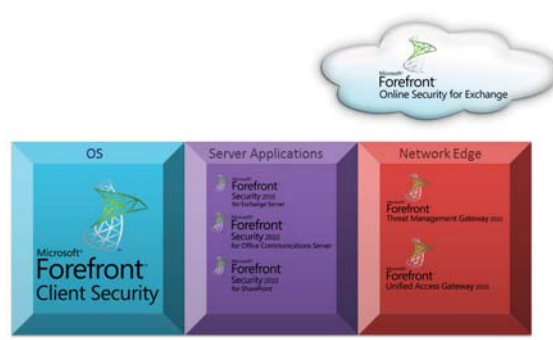 Microsoft
Forefront
Online Security for Exchange
OS
Microsoft
Forefront
Client Security
Server Applications
Microsoft
Forefront
Security 2010
for Exchange Server
Microsoft
Forefront
Security 2010
for Office Communications Server
Microsoft
Forefront
Security 2010
for SharePoint
Network Edge
Microsoft
Forefront
Threat Management Gateway 2010
Microsoft
Forefront
Unified Access Gateway 2010